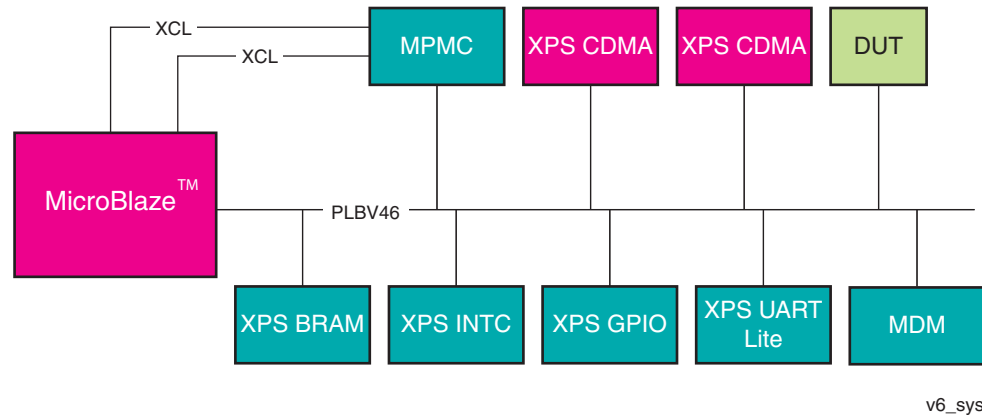 XCL
XCL
MPMC
XPS CDMA
XPS CDMA
DUT
MicroBlaze™
PLBV46
XPS BRAM
XPS INTC
XPS GPIO
XPS UART
Lite
MDM
v6_sys